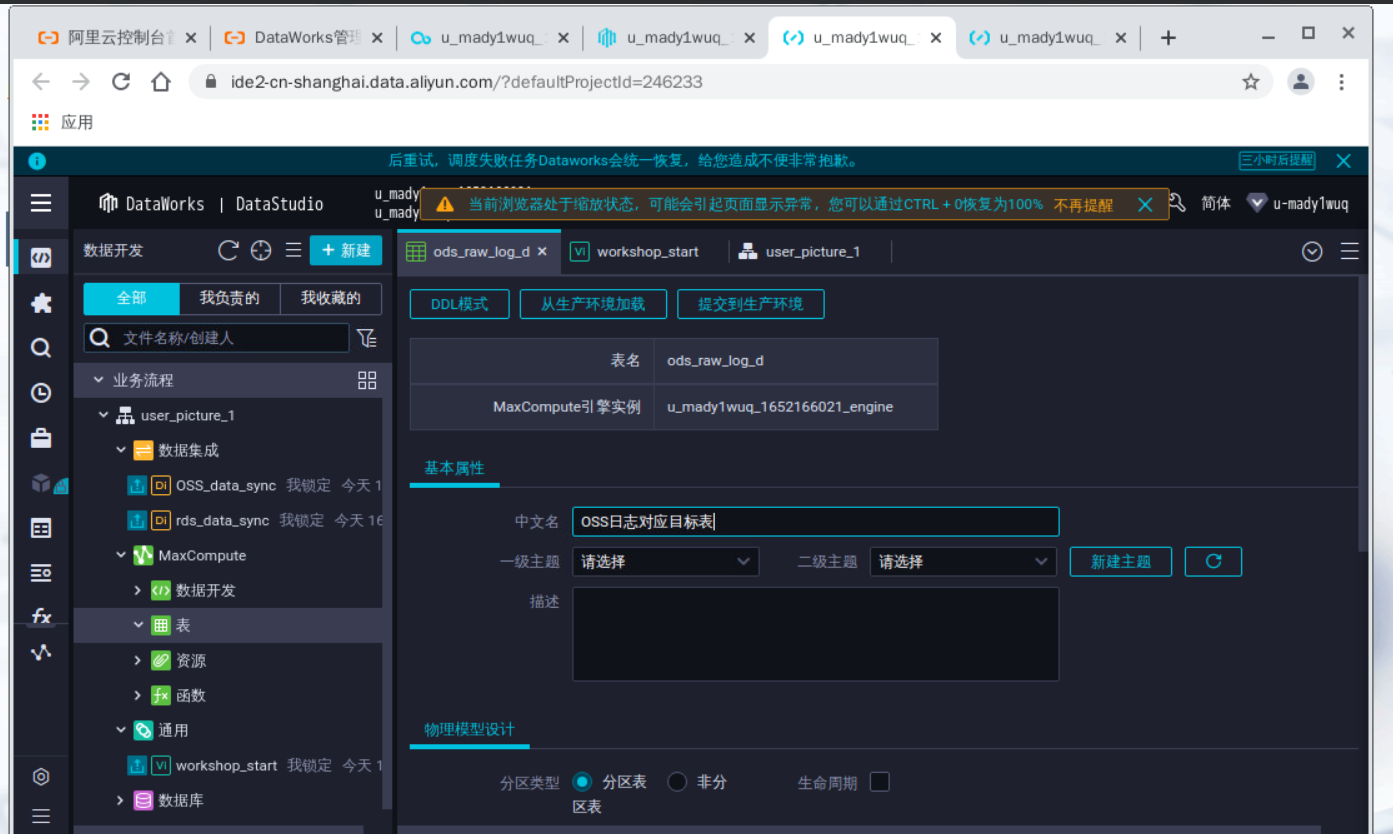 阿里云控制台首
DataWorks管理
u_mady1wuq_
u_mady1wuq_
u_mady1wuq_
u_mady1wuq_
ide2-cn-shanghai.data.aliyun.com/?defaultProjectId=246233
应用
后重试，调度失败任务Dataworks会统一恢复，给您造成不便非常抱歉。
三小时后提醒
DataWorks | DataStudio
u_mady
u_mady
当前浏览器处于缩放状态，可能会引起页面显示异常，您可以通过CTRL + 0恢复为100% 不再提醒
简体
u-mady1wuq
数据开发
+ 新建
ods_raw_log_d
VI workshop_start
user_picture_1
全部 我负责的 我收藏的
DDL模式 从生产环境加载 提交到生产环境
文件名称/创建人
表名 ods_raw_log_d
业务流程
MaxCompute引擎实例 u_mady1wuq_1652166021_engine
user_picture_1
数据集成
基本属性
Di OSS_data_sync 我锁定 今天 1
Di rds_data_sync 我锁定 今天 16
中文名 OSS日志对应目标表
MaxCompute
一级主题 请选择 二级主题 请选择 新建主题
数据开发
描述
fx
表
资源
fx 函数
通用
物理模型设计
VI workshop_start 我锁定 今天 1
分区类型 分区表 非分区表 生命周期
数据库